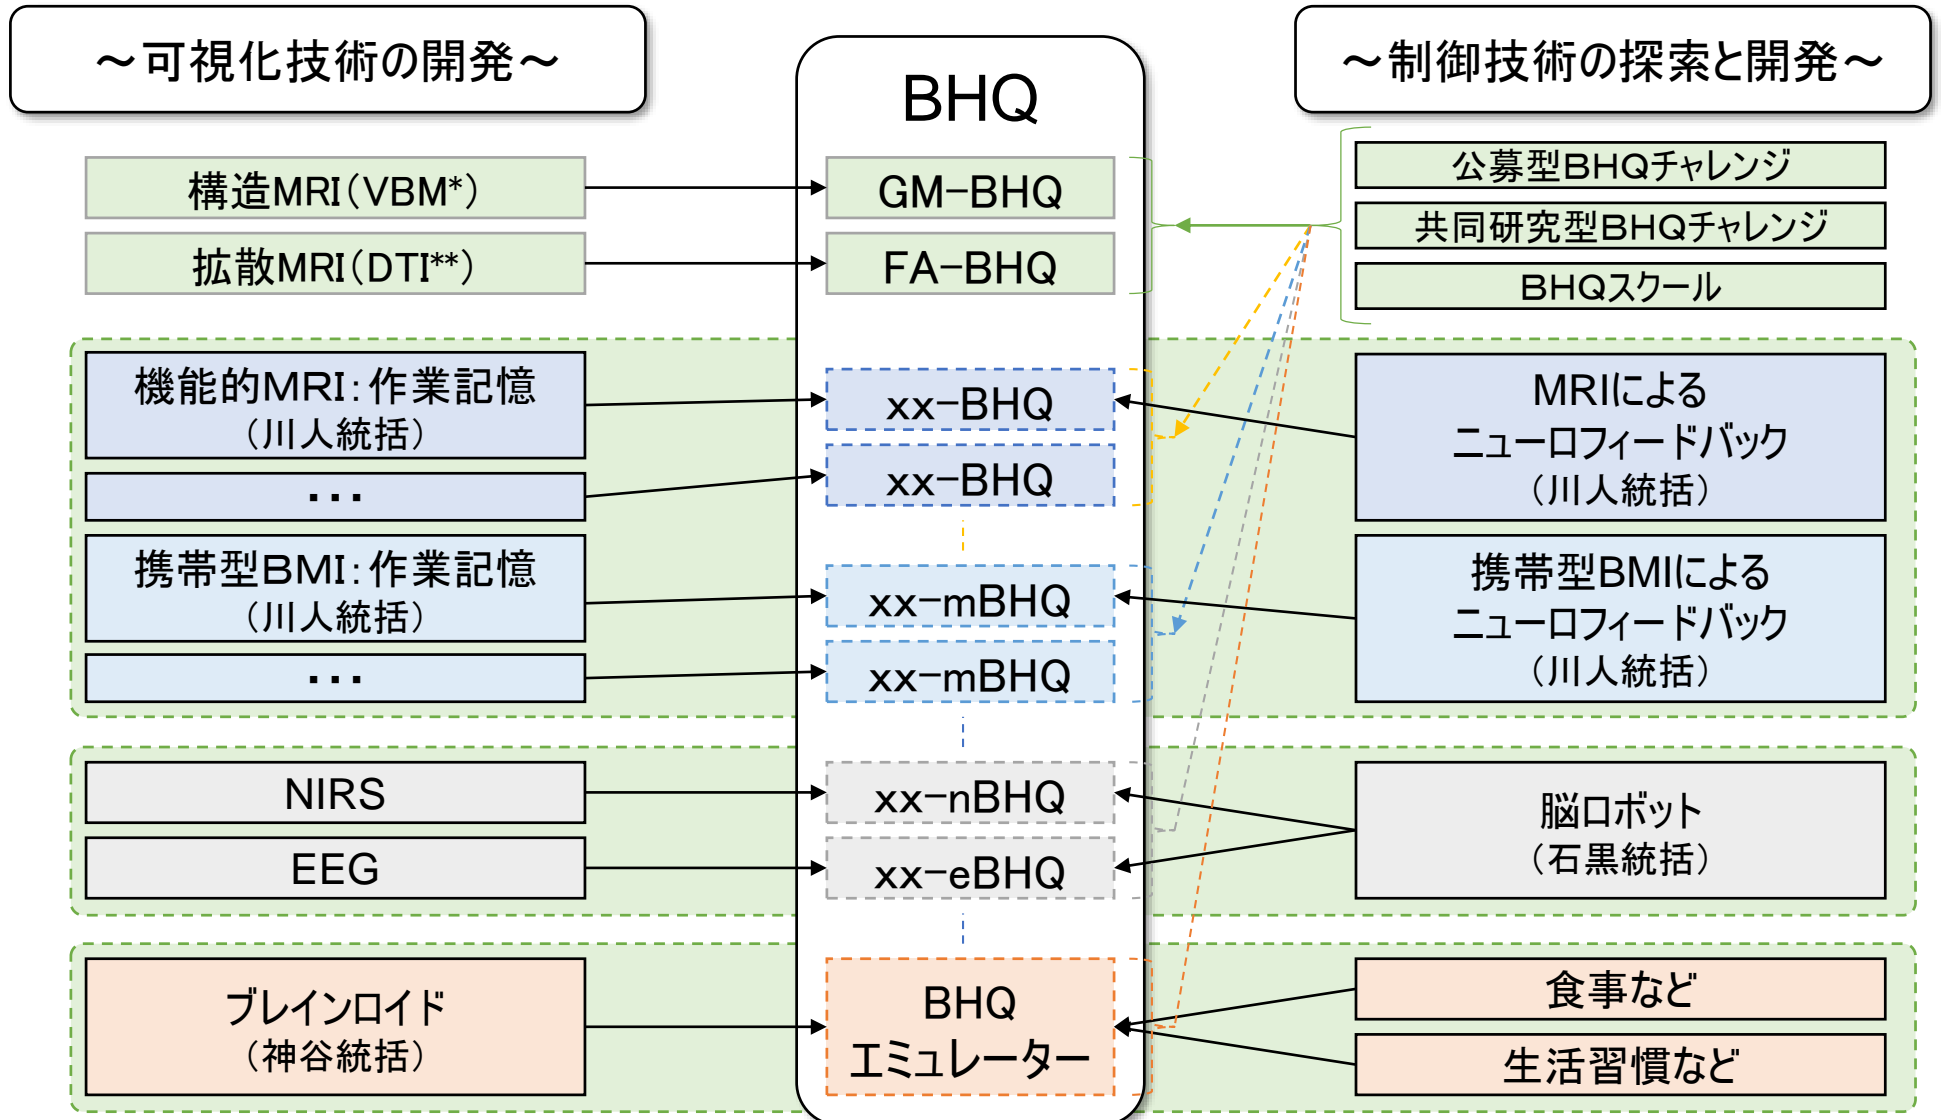 ～可視化技術の開発～
構造MRI（VBM*）
拡散MRI（DTI**）
機能的MRI：作業記憶
（川人統括）
・・・
携帯型BMI：作業記憶
（川人統括）
・・・
NIRS
EEG
ブレインロイド
（神谷統括）
BHQ
GM-BHQ
FA-BHQ
xx-BHQ
xx-BHQ
xx-mBHQ
xx-mBHQ
xx-nBHQ
xx-eBHQ
BHQ
エミュレーター
～制御技術の探索と開発～
公募型BHQチャレンジ
共同研究型BHQチャレンジ
BHQスクール
MRIによる
ニューロフィードバック
（川人統括）
携帯型BMIによる
ニューロフィードバック
（川人統括）
脳ロボット
（石黒統括）
食事など
生活習慣など